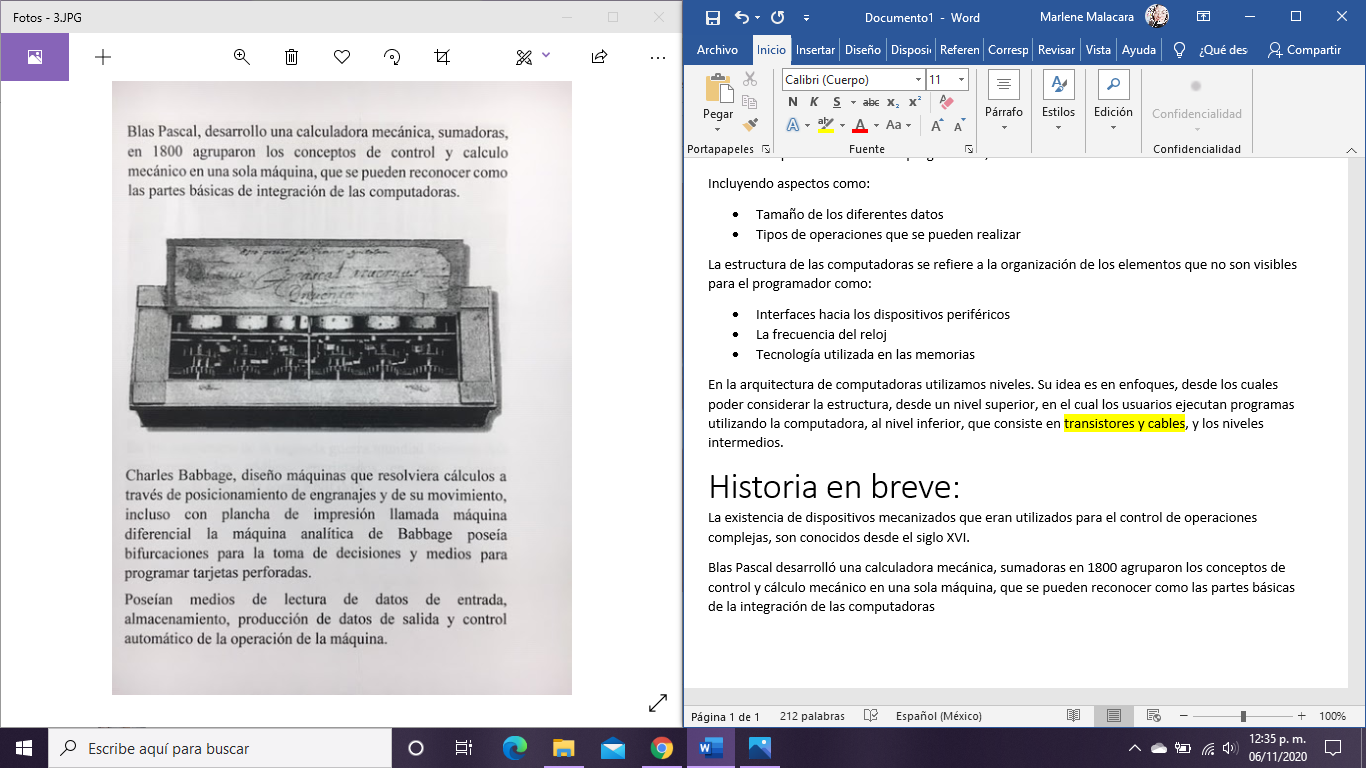 Fotos - 3.JPG
Blas Pascal, desarrollo una calculadora mecánica, sumadoras,
en 1800 agruparon los conceptos de control y calculo
mecánico en una sola máquina, que se pueden reconocer como
las partes básicas de integración de las computadoras.
Charles Babbage, diseño máquinas que resolviera cálculos a
través de posicionamiento de engranajes y de su movimiento,
incluso con plancha de impresión llamada máquina
diferencial la máquina analítica de Babbage poseía
bifurcaciones para la toma de decisiones y medios para
programar tarjetas perforadas.
Poseían medios de lectura de datos de entrada,
almacenamiento, producción de datos de salida y control
automático de la operación de la máquina.
Documento1 - Word
Marlene Malacara
Archivo Inicio Insertar Diseño Disposi Referen Corresp Revisar Vista Ayuda ¿Qué des Compartir
Pegar
Portapapeles
Calibri (Cuerpo) 11
N K S abc x₂ x²
A ab A Aa A A
Fuente
Párrafo
Estilos
Edición
Confidencialidad
Confidencialidad
Incluyendo aspectos como:
• Tamaño de los diferentes datos
• Tipos de operaciones que se pueden realizar
La estructura de las computadoras se refiere a la organización de los elementos que no son visibles
para el programador como:
• Interfaces hacia los dispositivos periféricos
• La frecuencia del reloj
• Tecnología utilizada en las memorias
En la arquitectura de computadoras utilizamos niveles. Su idea es en enfoques, desde los cuales
poder considerar la estructura, desde un nivel superior, en el cual los usuarios ejecutan programas
utilizando la computadora, al nivel inferior, que consiste en transistores y cables, y los niveles
intermedios.
Historia en breve:
La existencia de dispositivos mecanizados que eran utilizados para el control de operaciones
complejas, son conocidos desde el siglo XVI.
Blas Pascal desarrolló una calculadora mecánica, sumadoras en 1800 agruparon los conceptos de
control y cálculo mecánico en una sola máquina, que se pueden reconocer como las partes básicas
de la integración de las computadoras
Página 1 de 1 212 palabras Español (México) 100%
Escribe aquí para buscar
12:35 p. m.
06/11/2020